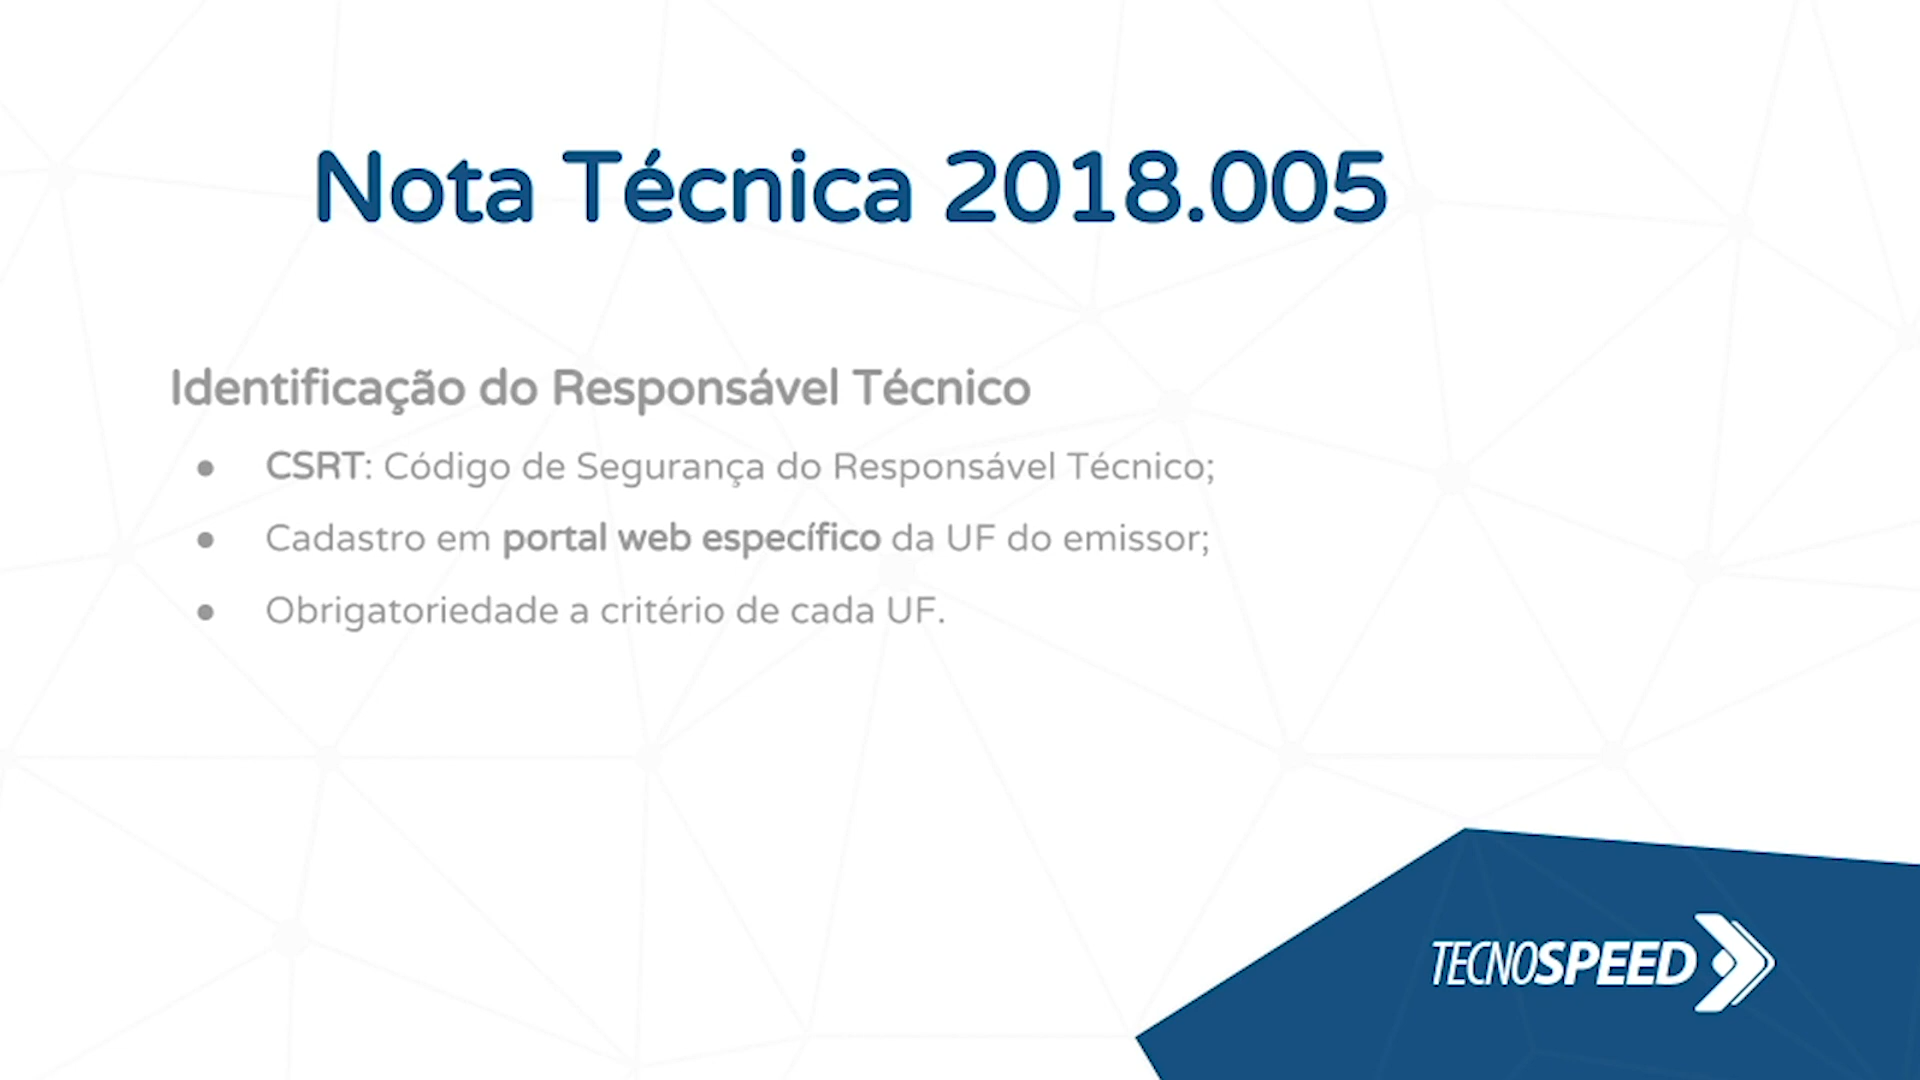 Nota Técnica 2018.005
Identificação do Responsável Técnico
● CSRT: Código de Segurança do Responsável Técnico;
● Cadastro em portal web específico da UF do emissor;
● Obrigatoriedade a critério de cada UF.
TECNOSPEED